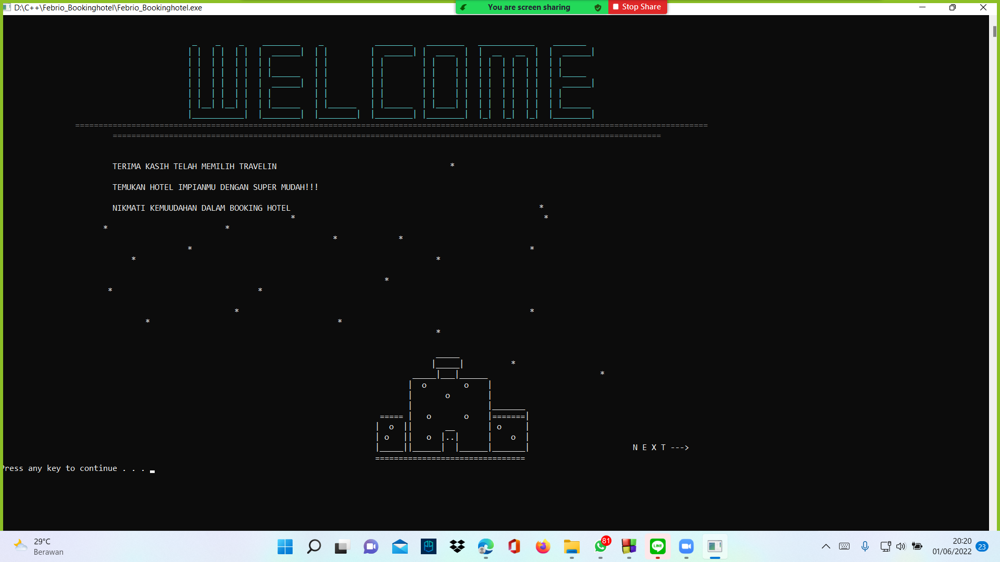 D:\C++\Febrio_Bookinghotel\Febrio_Bookinghotel.exe
You are screen sharing
Stop Share
WELCOME
TERIMA KASIH TELAH MEMILIH TRAVELIN
TEMUKAN HOTEL IMPIANMU DENGAN SUPER MUDAH!!!
NIKMATI KEMUUDAHAN DALAM BOOKING HOTEL
N E X T --->
Press any key to continue . . .
29°C
Berawan
81
LINE
20:20
01/06/2022
23